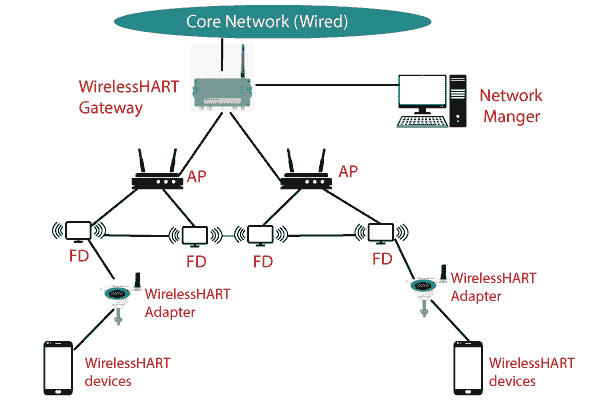 Core Network (Wired)
WirelessHART
Gateway
Network
Manger
AP
AP
FD
FD
FD
FD
WirelessHART
Adapter
WirelessHART
Adapter
WirelessHART
devices
WirelessHART
devices